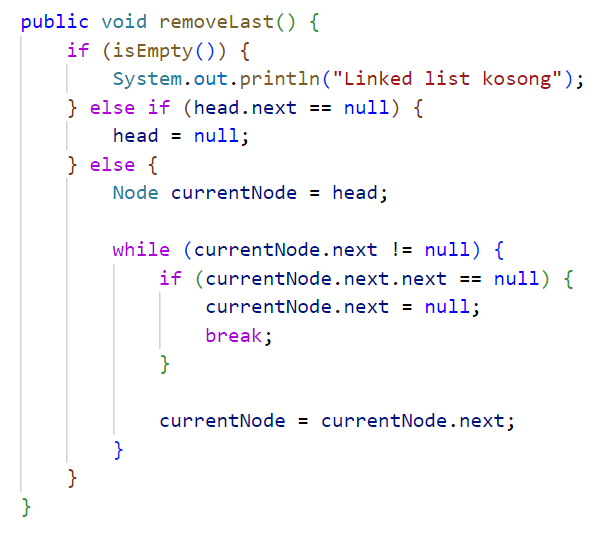 public void removeLast() {
    if (isEmpty()) {
        System.out.println("Linked list kosong");
    } else if (head.next == null) {
        head = null;
    } else {
        Node currentNode = head;

        while (currentNode.next != null) {
            if (currentNode.next.next == null) {
                currentNode.next = null;
                break;
            }

            currentNode = currentNode.next;
        }
    }
}